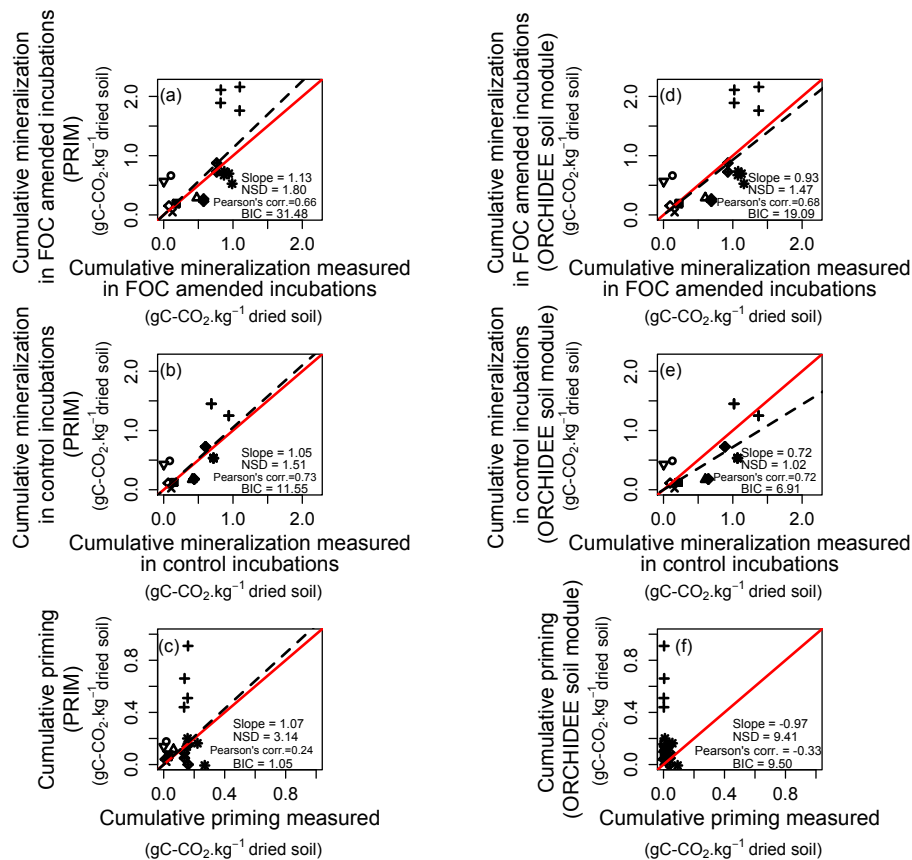 Cumulative mineralization
in FOC amended incubations
(PRIM)
(gC-CO₂.kg⁻¹ dried soil)
(a)
2.0
1.0
0.0
Slope = 1.13
NSD = 1.80
Pearson's corr.=0.66
BIC = 31.48
0.0 1.0 2.0
Cumulative mineralization measured
in FOC amended incubations
(gC-CO₂.kg⁻¹ dried soil)
Cumulative mineralization
in FOC amended incubations
(ORCHIDEE soil module)
(gC-CO₂.kg⁻¹ dried soil)
(d)
2.0
1.0
0.0
Slope = 0.93
NSD = 1.47
Pearson's corr.=0.68
BIC = 19.09
0.0 1.0 2.0
Cumulative mineralization measured
in FOC amended incubations
(gC-CO₂.kg⁻¹ dried soil)
Cumulative mineralization
in control incubations
(PRIM)
(gC-CO₂.kg⁻¹ dried soil)
(b)
2.0
1.0
0.0
Slope = 1.05
NSD = 1.51
Pearson's corr.=0.73
BIC = 11.55
0.0 1.0 2.0
Cumulative mineralization measured
in control incubations
(gC-CO₂.kg⁻¹ dried soil)
Cumulative mineralization
in control incubations
(ORCHIDEE soil module)
(gC-CO₂.kg⁻¹ dried soil)
(e)
2.0
1.0
0.0
Slope = 0.72
NSD = 1.02
Pearson's corr.=0.72
BIC = 6.91
0.0 1.0 2.0
Cumulative mineralization measured
in control incubations
(gC-CO₂.kg⁻¹ dried soil)
Cumulative priming
(PRIM)
(gC-CO₂.kg⁻¹ dried soil)
(c)
0.8
0.4
0.0
Slope = 1.07
NSD = 3.14
Pearson's corr.=0.24
BIC = 1.05
0.0 0.4 0.8
Cumulative priming measured
(gC-CO₂.kg⁻¹ dried soil)
Cumulative priming
(ORCHIDEE soil module)
(gC-CO₂.kg⁻¹ dried soil)
(f)
0.8
0.4
0.0
Slope = -0.97
NSD = 9.41
Pearson's corr. = -0.33
BIC = 9.50
0.0 0.4 0.8
Cumulative priming measured
(gC-CO₂.kg⁻¹ dried soil)